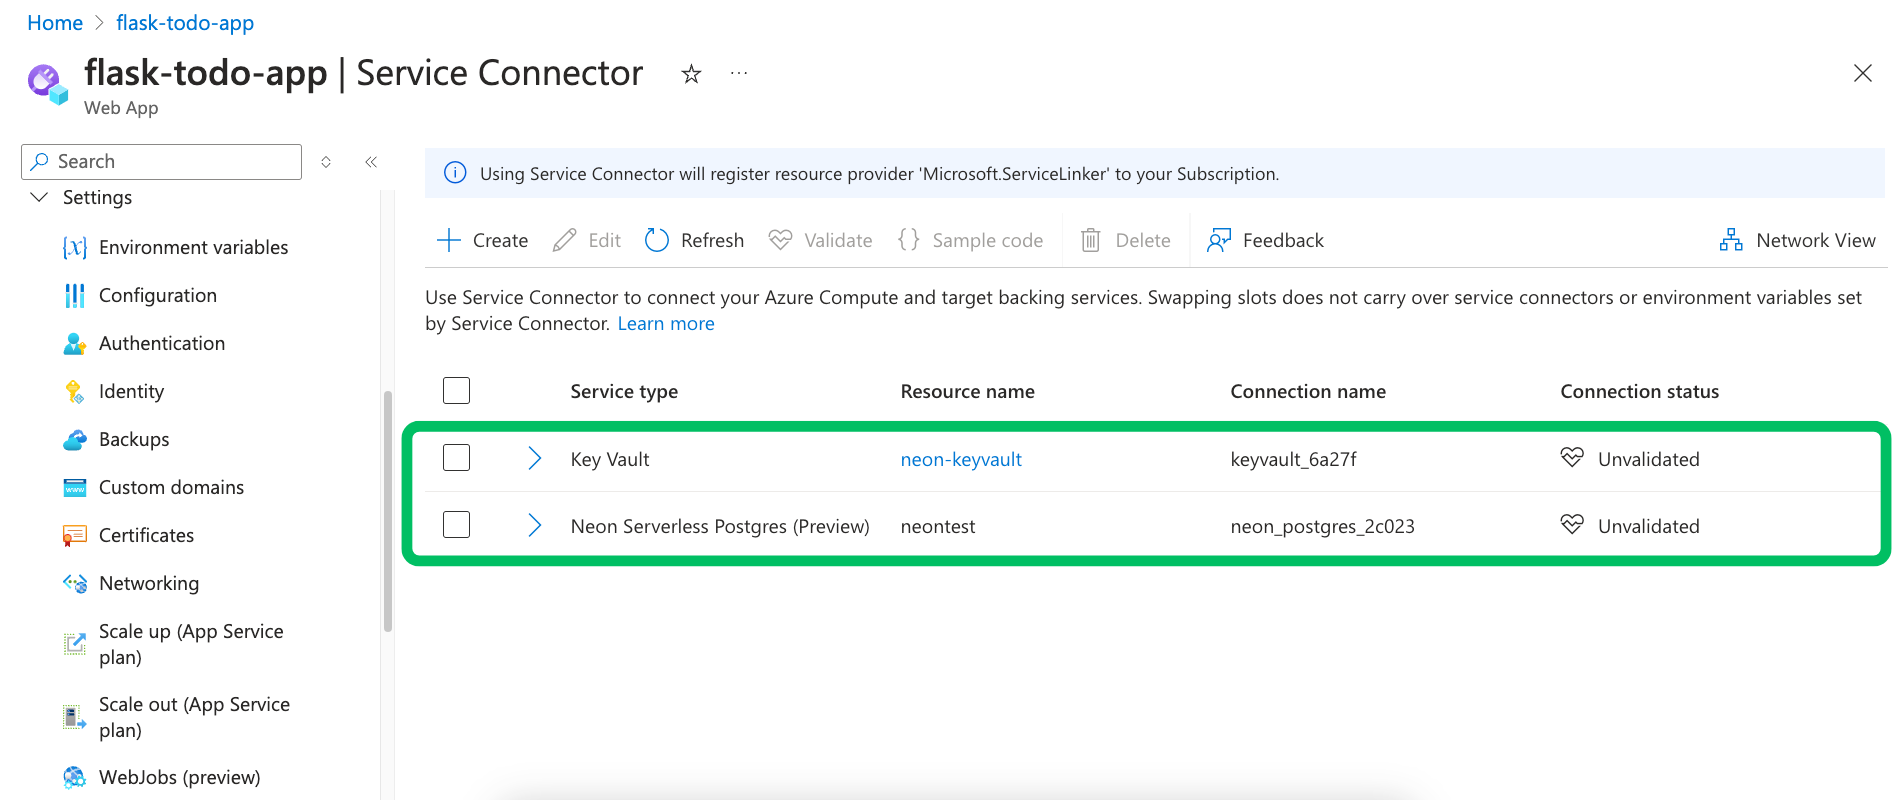 Home > flask-todo-app
flask-todo-app | Service Connector
Web App
Search
Settings
Environment variables
Configuration
Authentication
Identity
Backups
Custom domains
Certificates
Networking
Scale up (App Service
plan)
Scale out (App Service
plan)
WebJobs (preview)
Using Service Connector will register resource provider 'Microsoft.ServiceLinker' to your Subscription.
Create Edit Refresh Validate Sample code Delete Feedback Network View
Use Service Connector to connect your Azure Compute and target backing services. Swapping slots does not carry over service connectors or environment variables set
by Service Connector. Learn more
Service type Resource name Connection name Connection status
Key Vault neon-keyvault keyvault_6a27f Unvalidated
Neon Serverless Postgres (Preview) neontest neon_postgres_2c023 Unvalidated